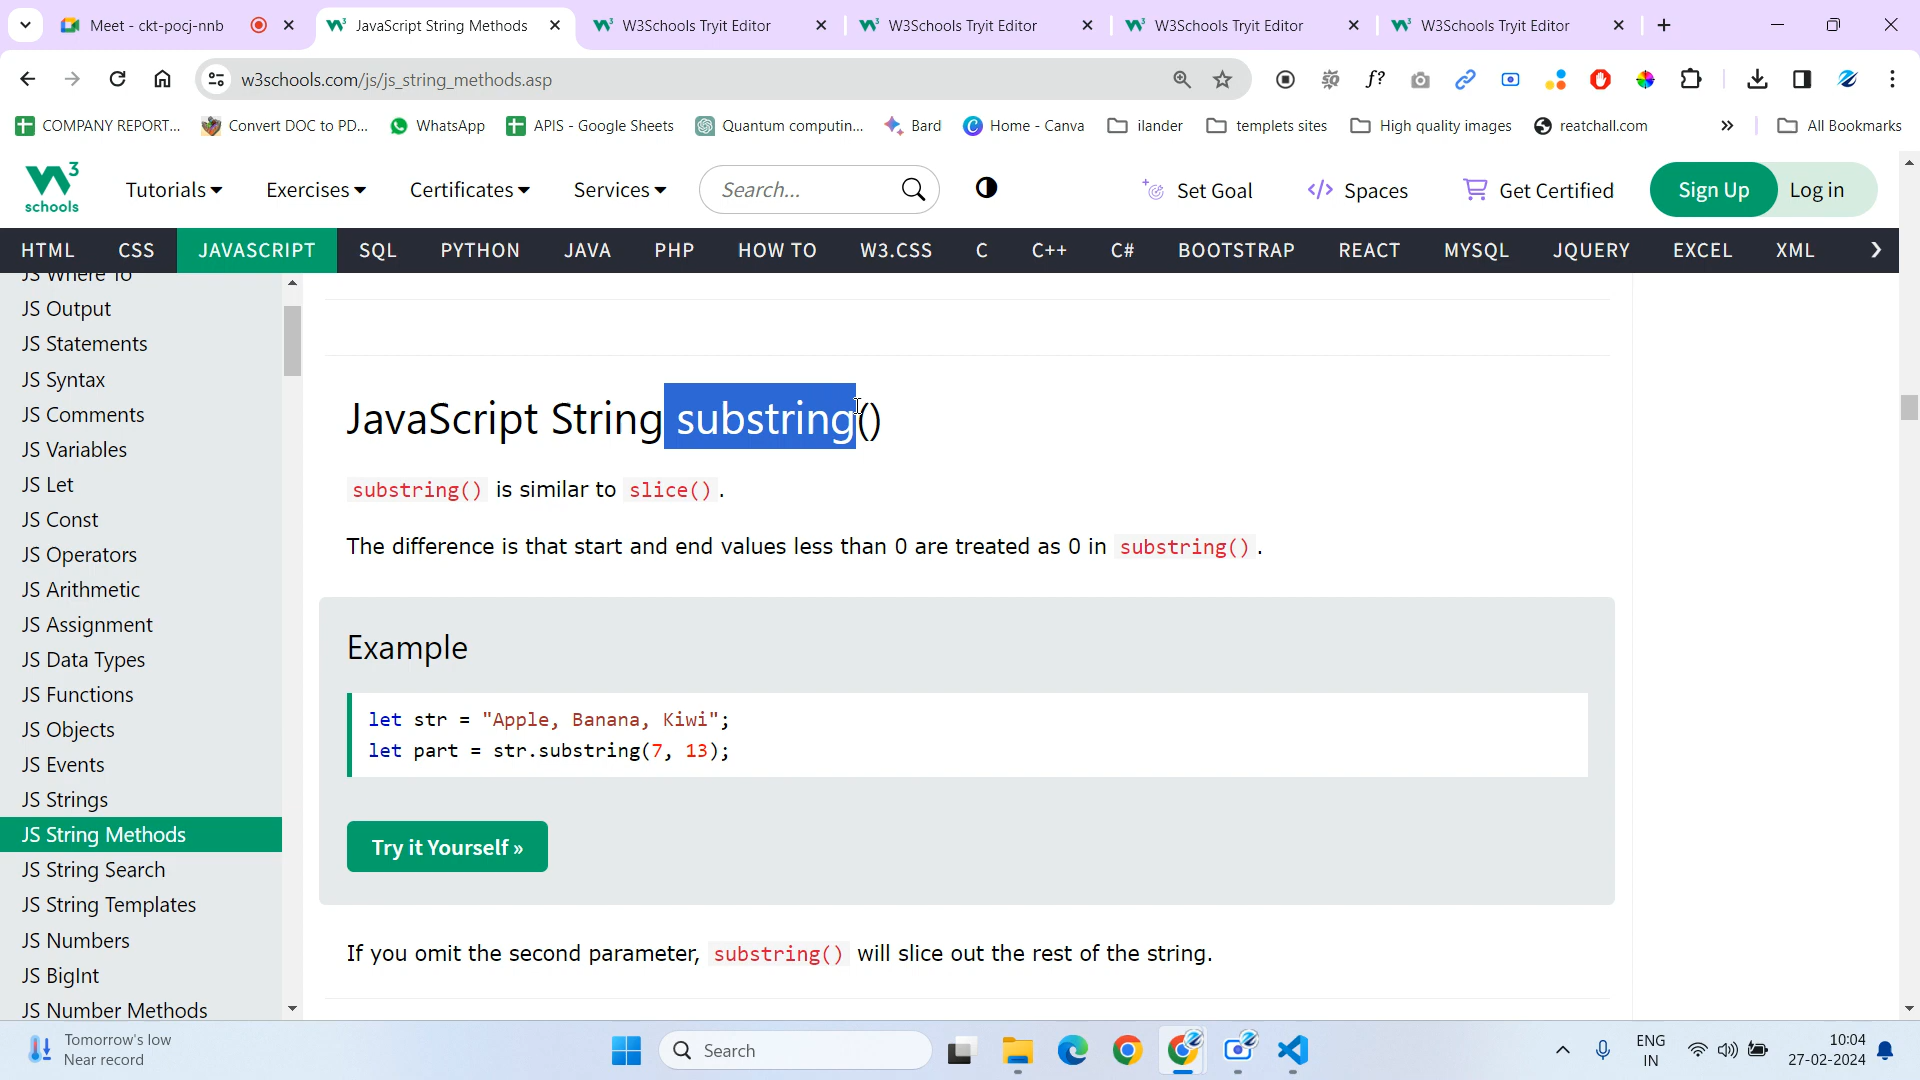 Meet - ckt-pocj-nnb
JavaScript String Methods
W3Schools Tryit Editor
W3Schools Tryit Editor
W3Schools Tryit Editor
W3Schools Tryit Editor
w3schools.com/js/js_string_methods.asp
COMPANY REPORT...
Convert DOC to PD...
WhatsApp
APIS - Google Sheets
Quantum computin...
Bard
Home - Canva
ilander
templets sites
High quality images
reatchall.com
All Bookmarks
schools
Tutorials
Exercises
Certificates
Services
Search...
Set Goal
Spaces
Get Certified
Sign Up
Log in
HTML
CSS
JAVASCRIPT
SQL
PYTHON
JAVA
PHP
HOW TO
W3.CSS
C
C++
C#
BOOTSTRAP
REACT
MYSQL
JQUERY
EXCEL
XML
JS Where To
JS Output
JS Statements
JS Syntax
JS Comments
JS Variables
JS Let
JS Const
JS Operators
JS Arithmetic
JS Assignment
JS Data Types
JS Functions
JS Objects
JS Events
JS Strings
JS String Methods
JS String Search
JS String Templates
JS Numbers
JS BigInt
JS Number Methods
JavaScript String substring()
substring() is similar to slice().
The difference is that start and end values less than 0 are treated as 0 in substring().
Example
let str = "Apple, Banana, Kiwi";
let part = str.substring(7, 13);
Try it Yourself »
If you omit the second parameter, substring() will slice out the rest of the string.
Tomorrow's low
Near record
Search
ENG
IN
10:04
27-02-2024